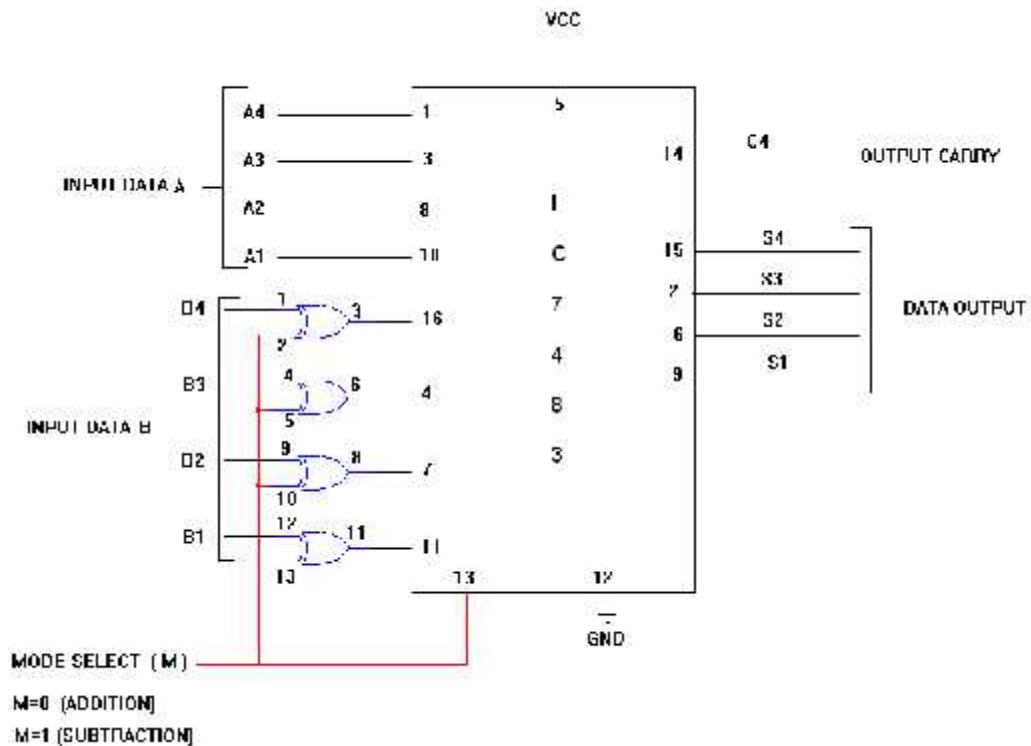 VCC
A4 1 5
14 C4 OUTPUT CARRY
A3 3
INPUT DATA A
A2 8 I
A1 10 C 15 S4
1 3 7 2 S3 DATA OUTPUT
16
2 4 6 S2
B3 4 6 4 9 S1
5 8
INPUT DATA B
9 8 3
7
10
12
B1 11 11
13
13 12
GND
MODE SELECT ( M )
M=0 (ADDITION]
M=1 (SUBTRACTION]